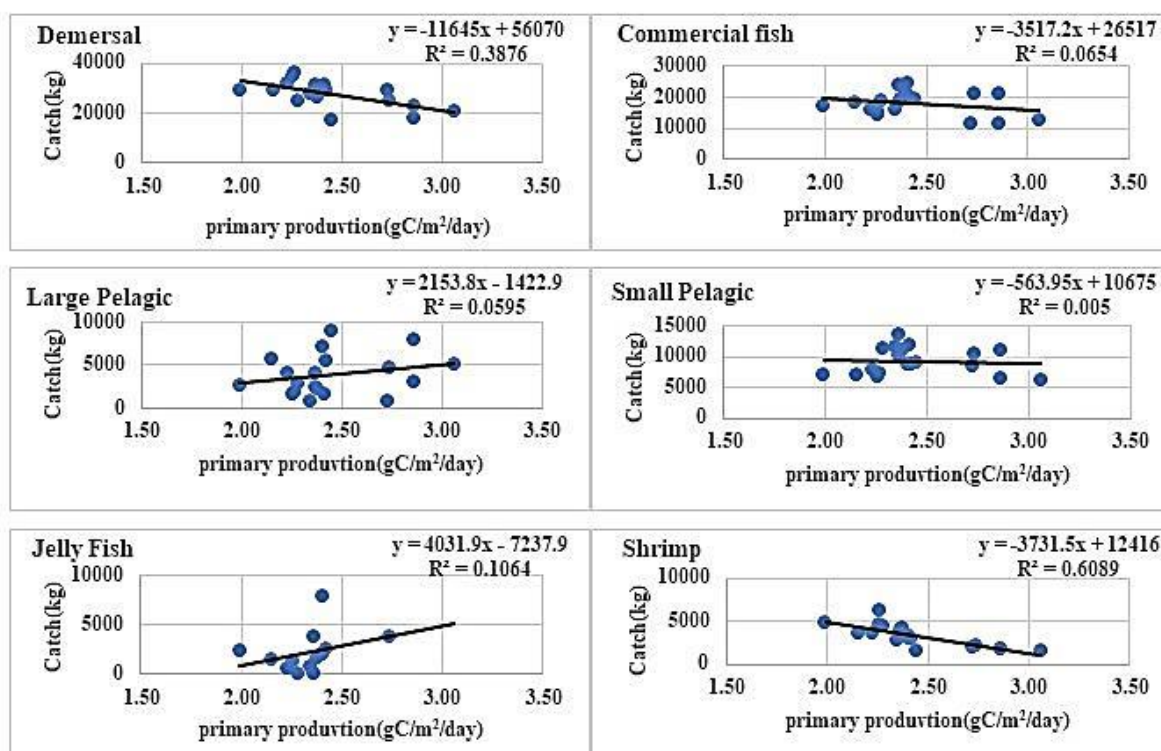 Demersal
y = -11645x + 56070
R² = 0.3876
Catch(kg)
40000
20000
0
1.50 2.00 2.50 3.00 3.50
primary produvtion(gC/m²/day)
Commercial fish
y = -3517.2x + 26517
R² = 0.0654
Catch(kg)
30000
20000
10000
0
1.50 2.00 2.50 3.00 3.50
primary produvtion(gC/m²/day)
Large Pelagic
y = 2153.8x - 1422.9
R² = 0.0595
Catch(kg)
10000
5000
0
1.50 2.00 2.50 3.00 3.50
primary produvtion(gC/m²/day)
Small Pelagic
y = -563.95x + 10675
R² = 0.005
Catch(kg)
15000
10000
5000
0
1.50 2.00 2.50 3.00 3.50
primary produvtion(gC/m²/day)
Jelly Fish
y = 4031.9x - 7237.9
R² = 0.1064
Catch(kg)
10000
5000
0
1.50 2.00 2.50 3.00 3.50
primary produvtion(gC/m²/day)
Shrimp
y = -3731.5x + 12416
R² = 0.6089
Catch(kg)
10000
5000
0
1.50 2.00 2.50 3.00 3.50
primary produvtion(gC/m²/day)